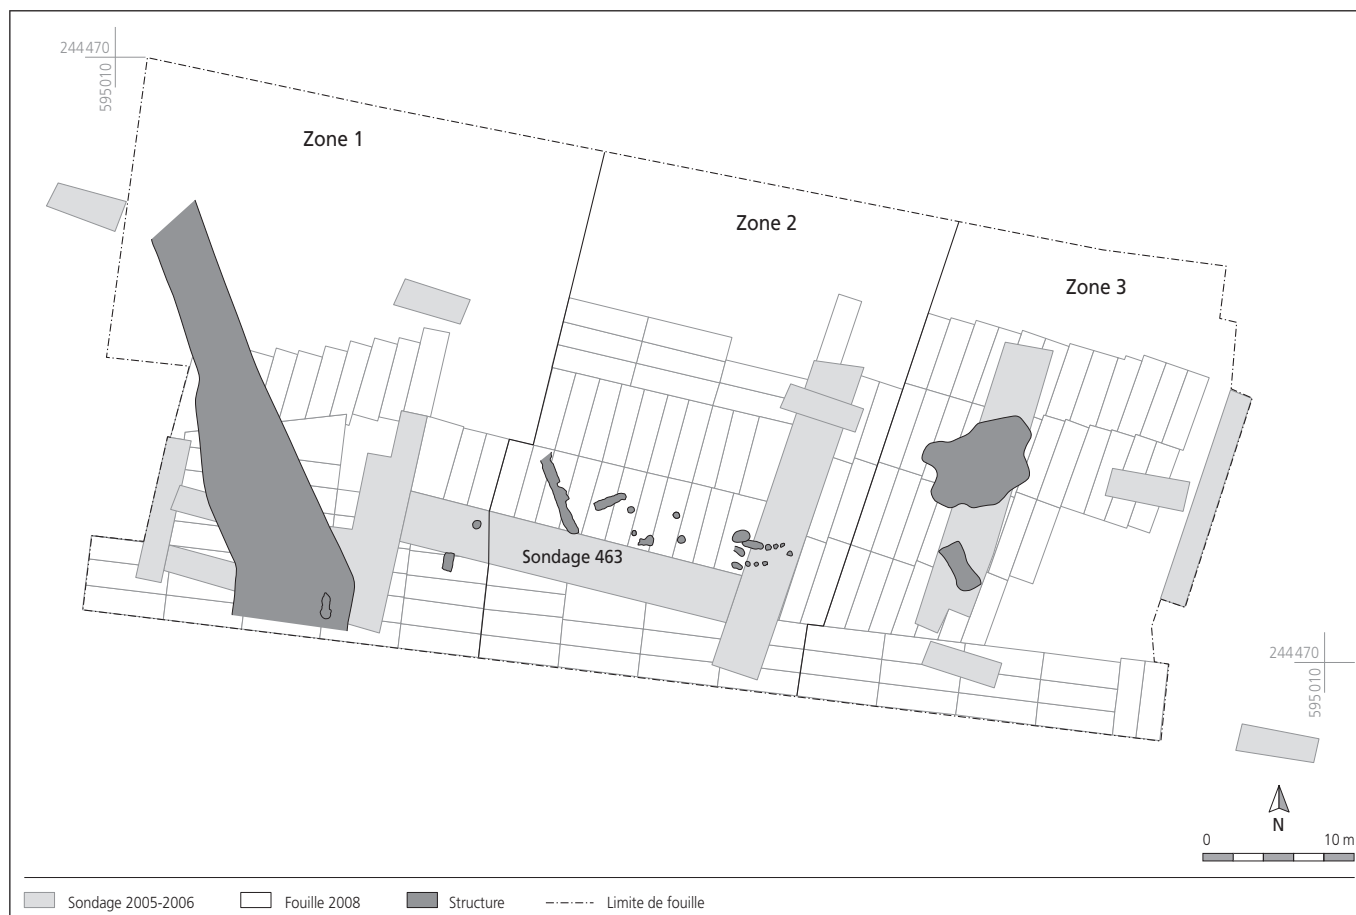 244470
595010
Zone 1
Zone 2
Zone 3
Sondage 463
244470
595010
N
0 10 m
Sondage 2005-2006 Fouille 2008 Structure Limite de fouille